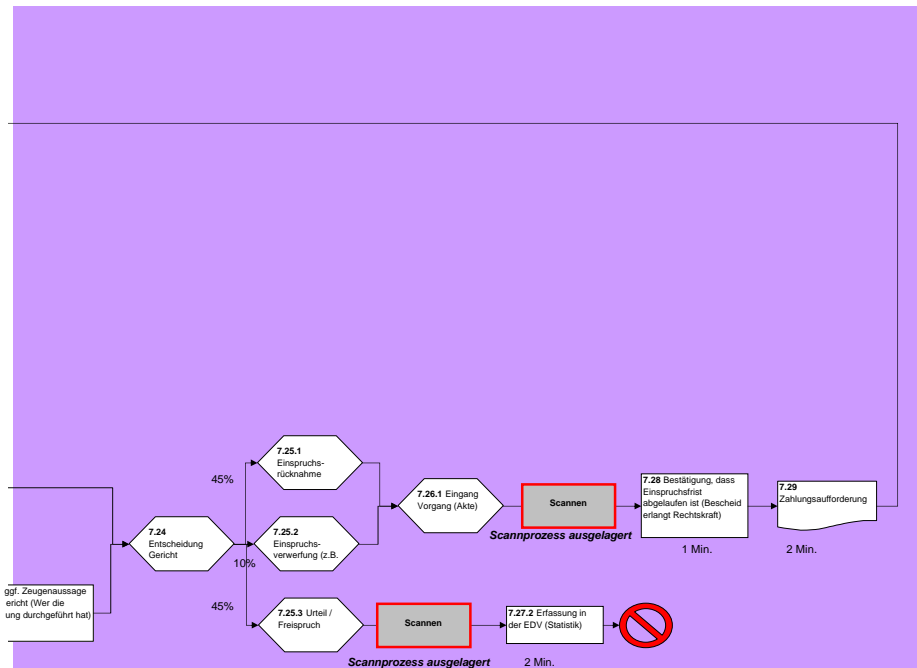 7.25.1
Einspruchs-
rücknahme
45%
7.26.1 Eingang
Vorgang (Akte)
Scannen
Scannprozess ausgelagert
7.28 Bestätigung, dass
Einspruchsfrist
abgelaufen ist (Bescheid
erlangt Rechtskraft)
1 Min.
7.29
Zahlungsaufforderung
2 Min.
7.24
Entscheidung
Gericht
10%
7.25.2
Einspruchs-
verwerfung (z.B.
ggf. Zeugenaussage
ericht (Wer die
ung durchgeführt hat)
45%
7.25.3 Urteil /
Freispruch
Scannen
Scannprozess ausgelagert
7.27.2 Erfassung in
der EDV (Statistik)
2 Min.